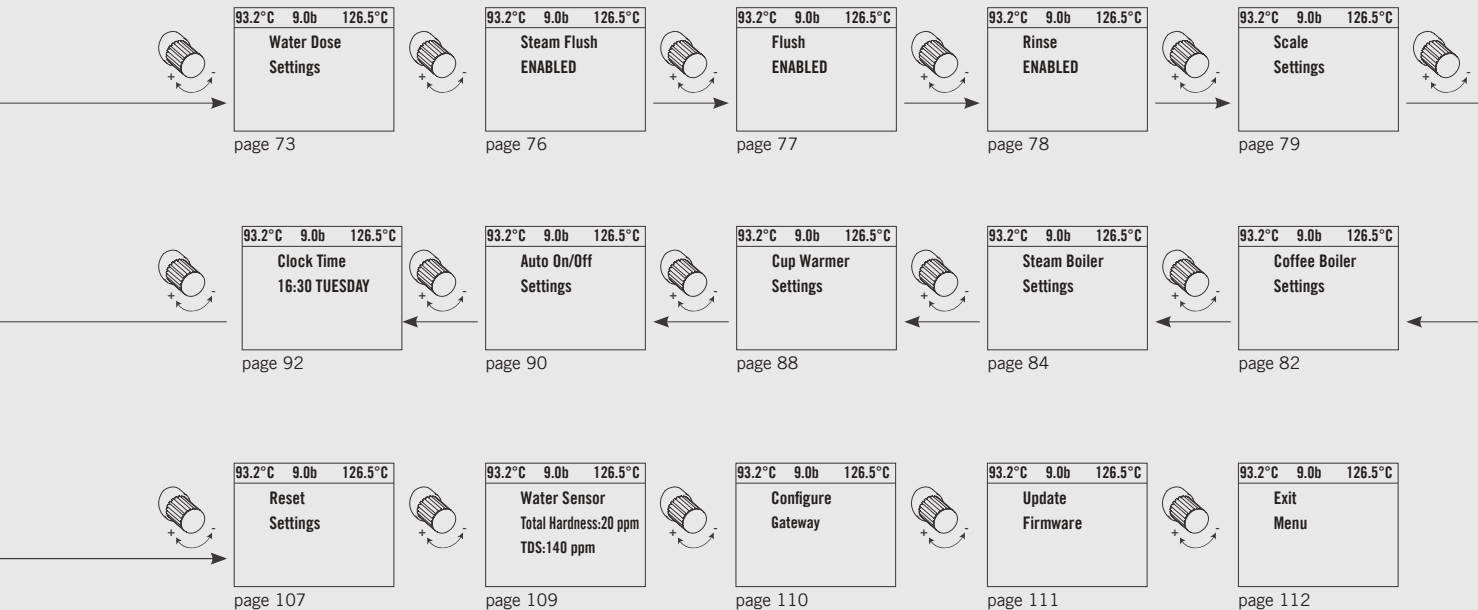 93.2°C 9.0b 126.5°C
Water Dose
Settings
+ -
page 73
93.2°C 9.0b 126.5°C
Steam Flush
ENABLED
+ -
page 76
93.2°C 9.0b 126.5°C
Flush
ENABLED
+ -
page 77
93.2°C 9.0b 126.5°C
Rinse
ENABLED
+ -
page 78
93.2°C 9.0b 126.5°C
Scale
Settings
+ -
page 79
+ -
93.2°C 9.0b 126.5°C
Clock Time
16:30 TUESDAY
+ -
page 92
93.2°C 9.0b 126.5°C
Auto On/Off
Settings
+ -
page 90
93.2°C 9.0b 126.5°C
Cup Warmer
Settings
+ -
page 88
93.2°C 9.0b 126.5°C
Steam Boiler
Settings
+ -
page 84
93.2°C 9.0b 126.5°C
Coffee Boiler
Settings
+ -
page 82
93.2°C 9.0b 126.5°C
Reset
Settings
+ -
page 107
93.2°C 9.0b 126.5°C
Water Sensor
Total Hardness:20 ppm
TDS:140 ppm
+ -
page 109
93.2°C 9.0b 126.5°C
Configure
Gateway
+ -
page 110
93.2°C 9.0b 126.5°C
Update
Firmware
+ -
page 111
93.2°C 9.0b 126.5°C
Exit
Menu
+ -
page 112